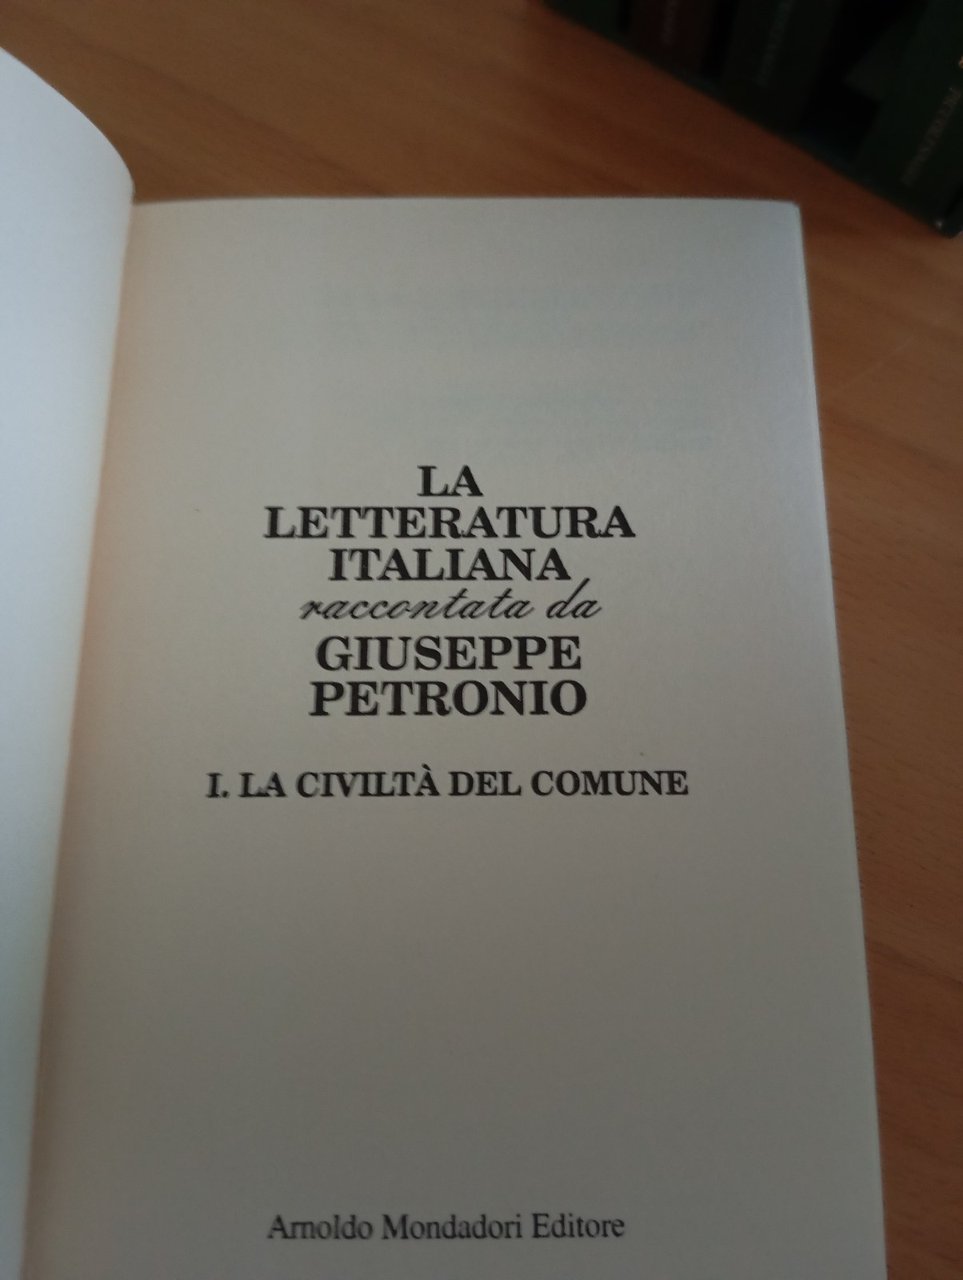 LA
LETTERATURA
ITALIANA
raccontata da
GIUSEPPE
PETRONIO
I. LA CIVILTÀ DEL COMUNE
Arnoldo Mondadori Editore